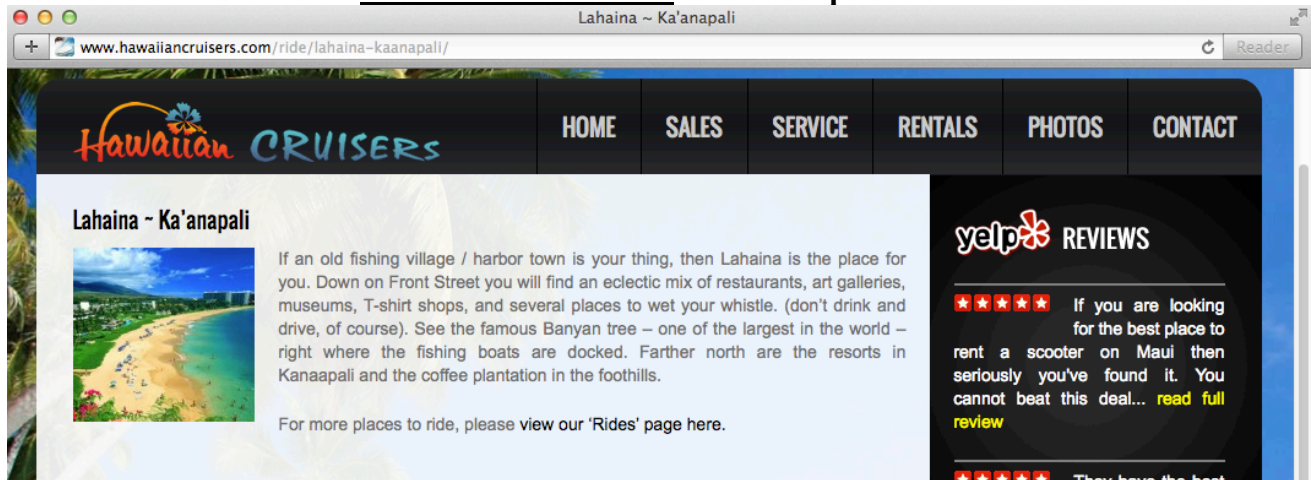 Lahaina ~ Ka'anapali
www.hawaiiancruisers.com/ride/lahaina-kaanapali/
Reader
Hawaiian CRUISERS
HOME SALES SERVICE RENTALS PHOTOS CONTACT
Lahaina ~ Ka'anapali
If an old fishing village / harbor town is your thing, then Lahaina is the place for
you. Down on Front Street you will find an eclectic mix of restaurants, art galleries,
museums, T-shirt shops, and several places to wet your whistle. (don't drink and
drive, of course). See the famous Banyan tree – one of the largest in the world –
right where the fishing boats are docked. Farther north are the resorts in
Kanaapali and the coffee plantation in the foothills.
For more places to ride, please view our 'Rides' page here.
yelp REVIEWS
If you are looking
for the best place to
rent a scooter on Maui then
seriously you've found it. You
cannot beat this deal... read full
review
They have the best